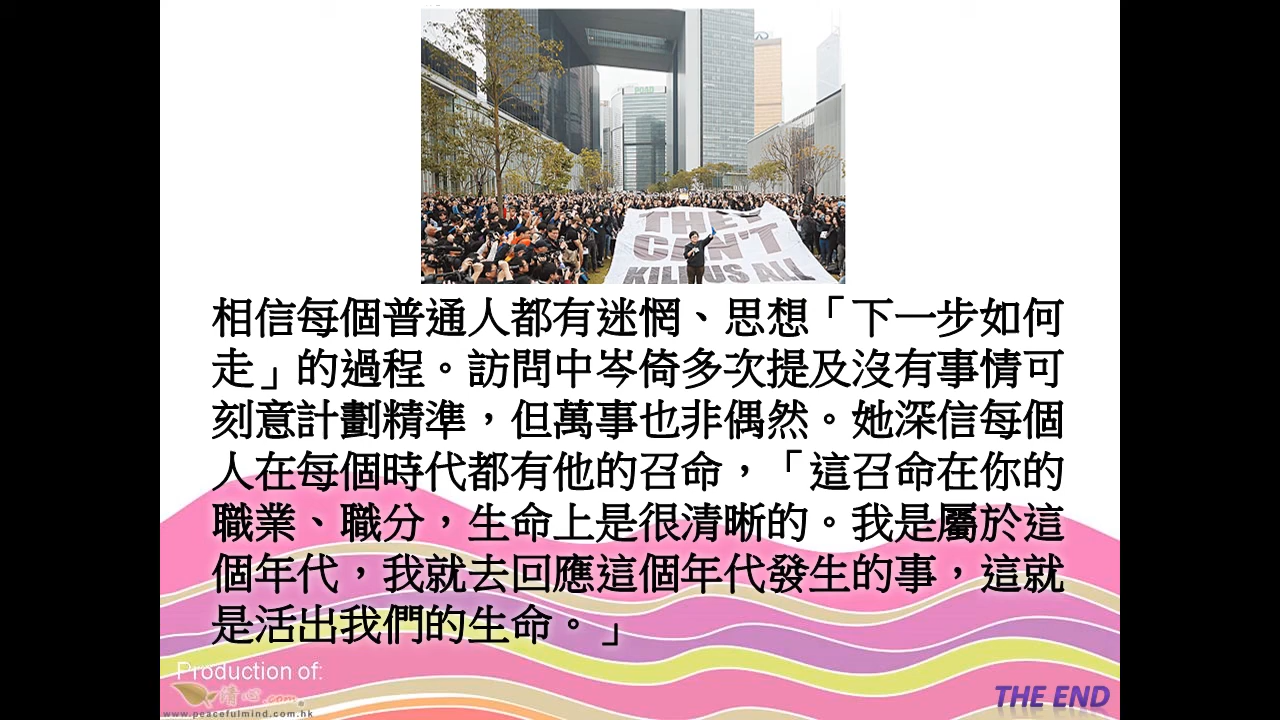 THEY
CAN'T
KILL US ALL
相信每個普通人都有迷惘、思想「下一步如何
走」的過程。訪問中岑倚多次提及沒有事情可
刻意計劃精準，但萬事也非偶然。她深信每個
人在每個時代都有他的召命，「這召命在你的
職業、職分，生命上是很清晰的。我是屬於這
個年代，我就去回應這個年代發生的事，這就
是活出我們的生命。」
Production of:
清心.com
www.peacefulmind.com.hk
THE END